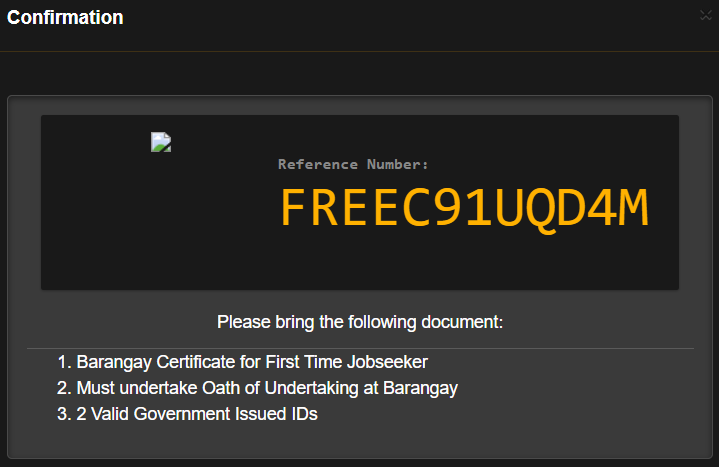 Confirmation
Reference Number:
FREEC91UQD4M
Please bring the following document:
1. Barangay Certificate for First Time Jobseeker
2. Must undertake Oath of Undertaking at Barangay
3. 2 Valid Government Issued IDs